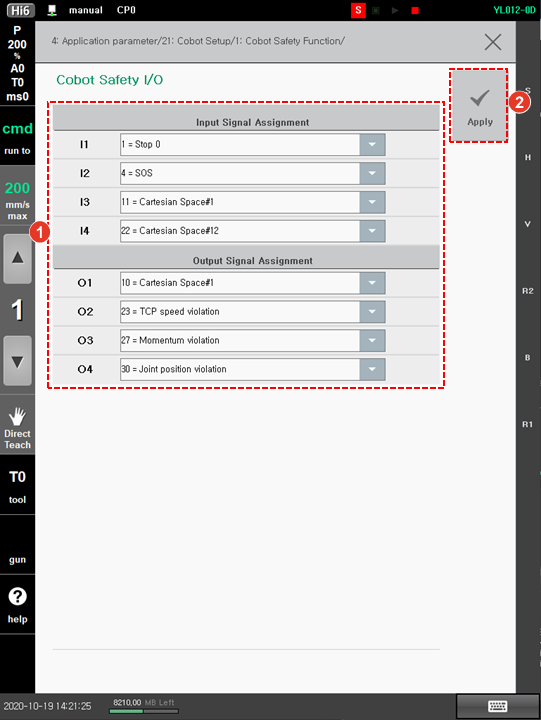 Hi6 manual CP0 S YL012-0D
P
200
%
A0
T0
ms0
cmd
run to
200
mm/s
max
1
Direct
Teach
T0
tool
gun
?
help
4: Application parameter/21: Cobot Setup/1: Cobot Safety Function/
Cobot Safety I/O
Apply
1
2
Input Signal Assignment
I1 1 = Stop 0
I2 4 = SOS
I3 11 = Cartesian Space#1
I4 22 = Cartesian Space#12
Output Signal Assignment
O1 10 = Cartesian Space#1
O2 23 = TCP speed violation
O3 27 = Momentum violation
O4 30 = Joint position violation
S
H
V
R2
B
R1
2020-10-19 14:21:25 8210,00 MB Left